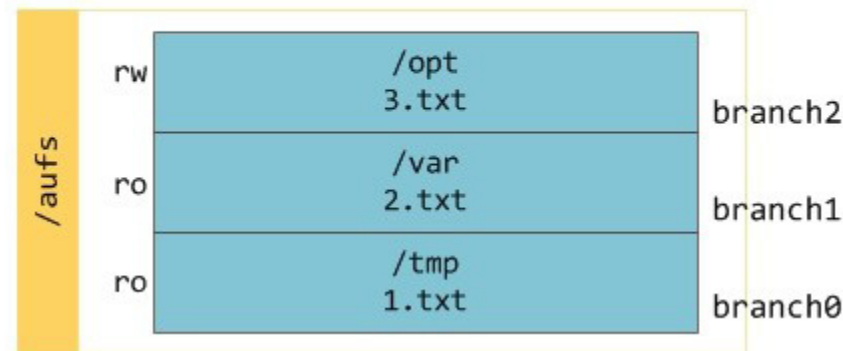 /aufs
rw
/opt
3.txt
branch2
ro
/var
2.txt
branch1
ro
/tmp
1.txt
branch0